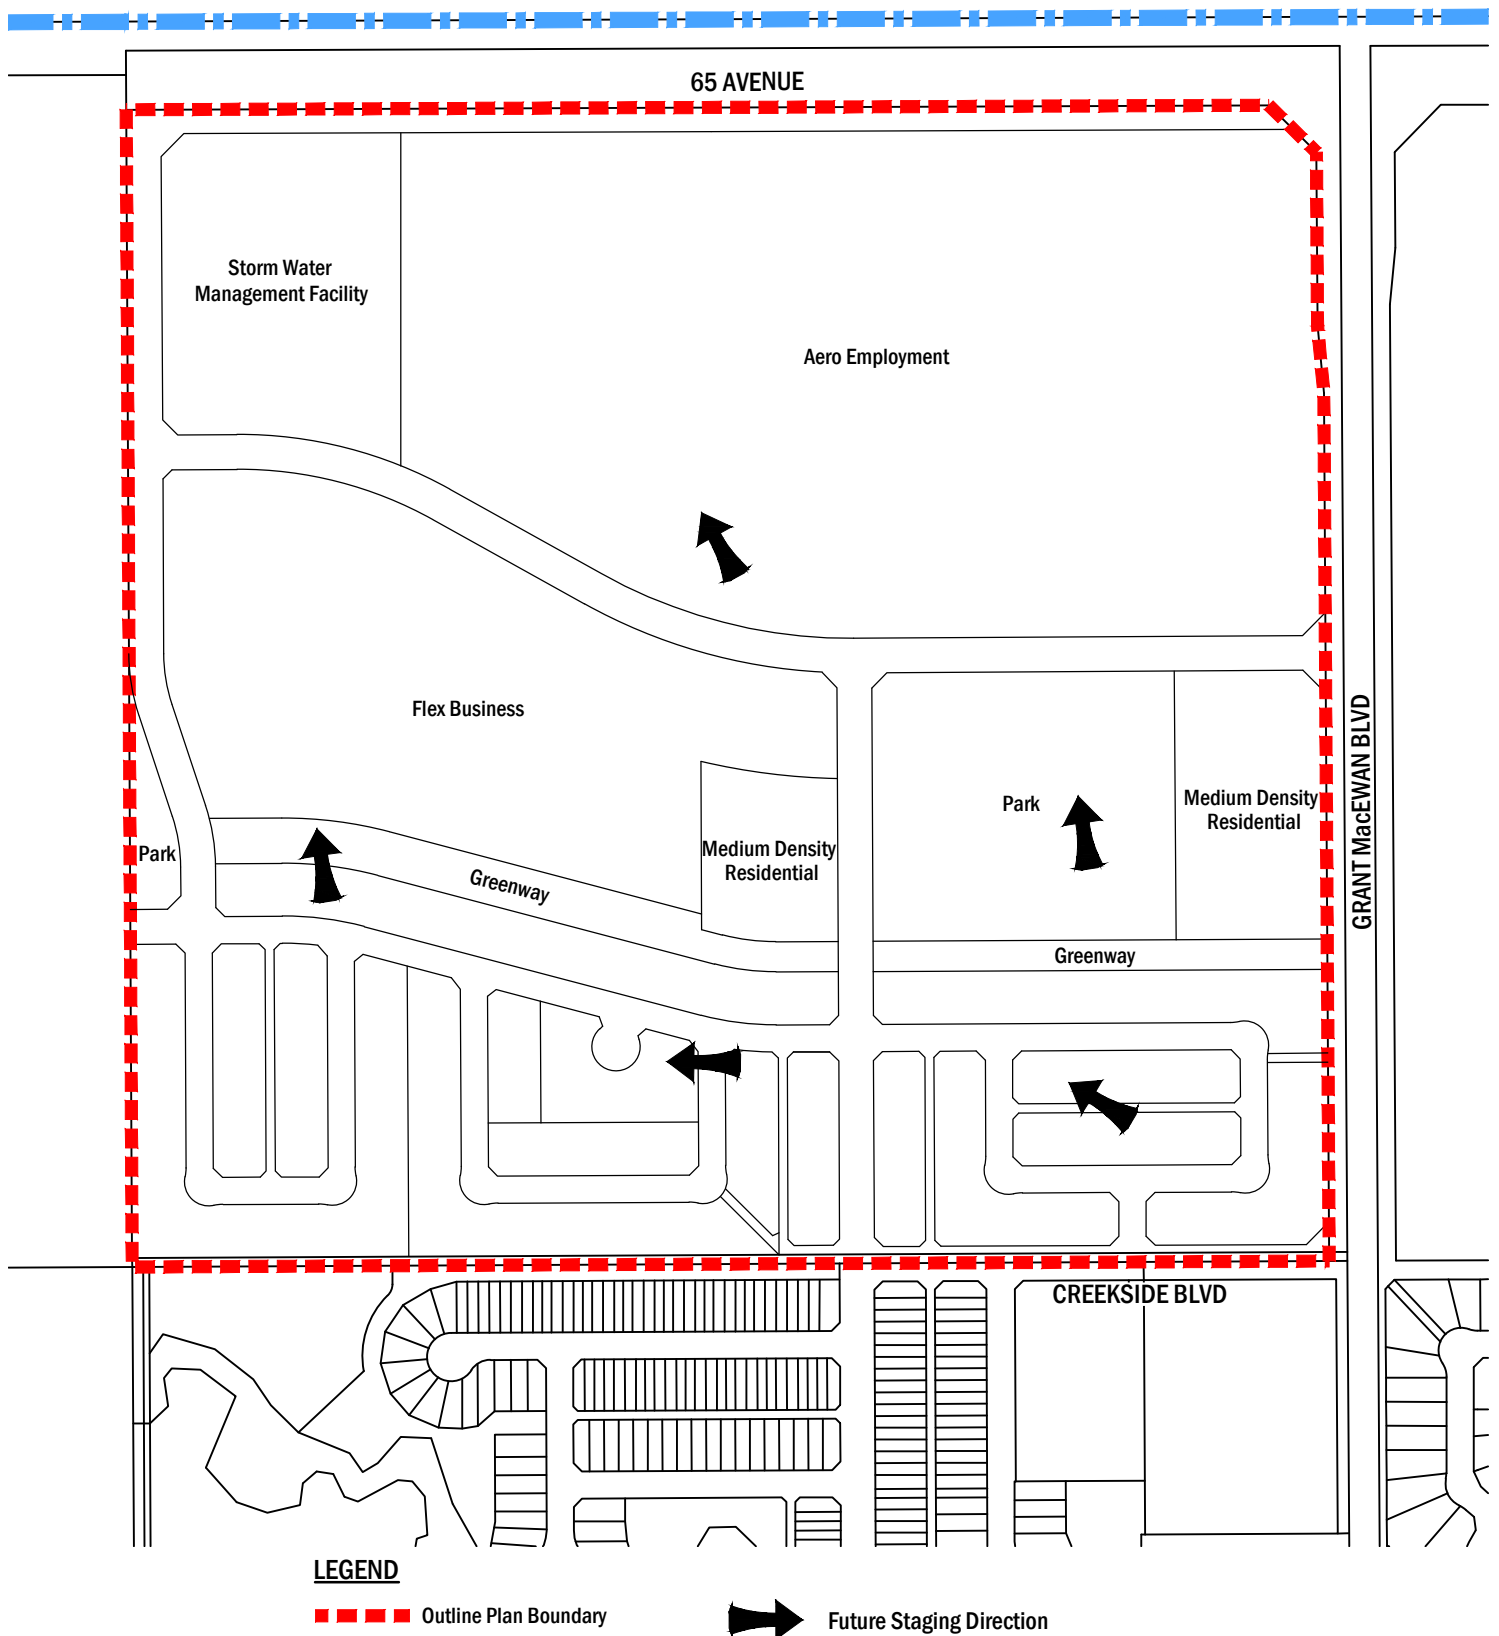 65 AVENUE
Storm Water
Management Facility
Aero Employment
Flex Business
GRANT MacEWAN BLVD
Park
Medium Density
Residential
Park
Medium Density
Residential
Greenway
Greenway
CREEKSIDE BLVD
LEGEND
Outline Plan Boundary
Future Staging Direction